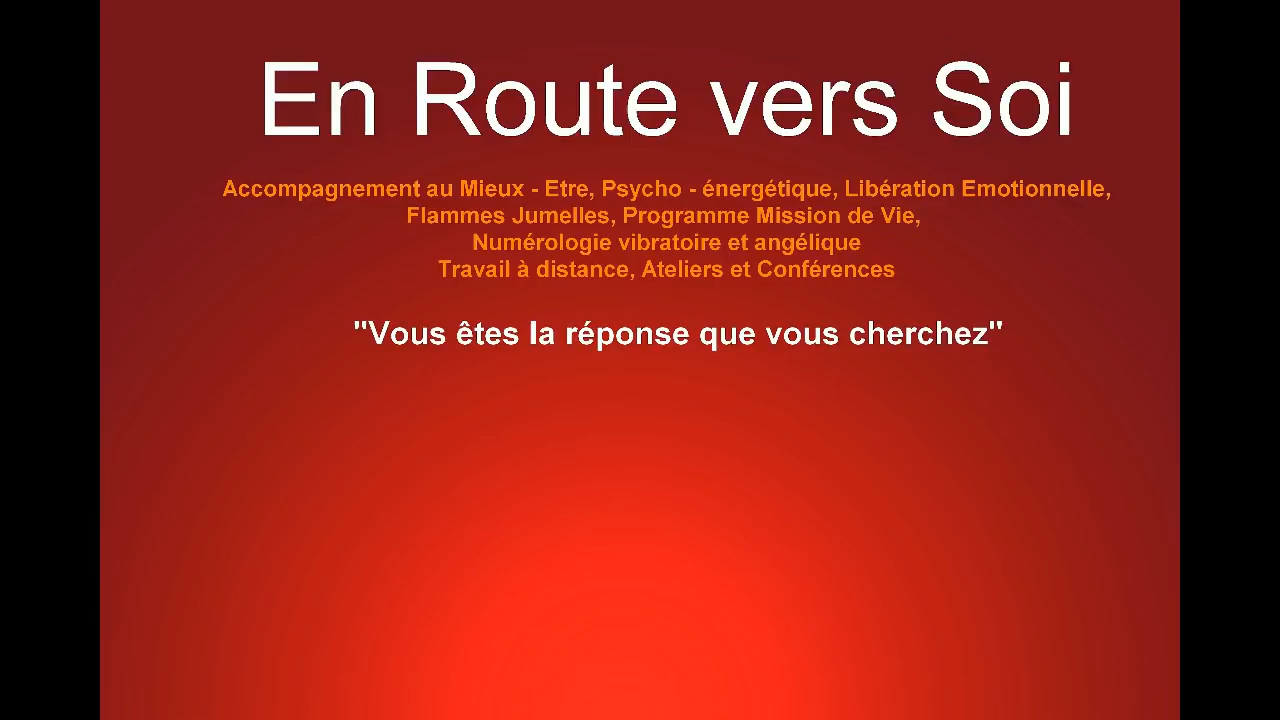 En Route vers Soi
Accompagnement au Mieux - Etre, Psycho - énergétique, Libération Emotionnelle,
Flammes Jumelles, Programme Mission de Vie,
Numérologie vibratoire et angélique
Travail à distance, Ateliers et Conférences
"Vous êtes la réponse que vous cherchez"